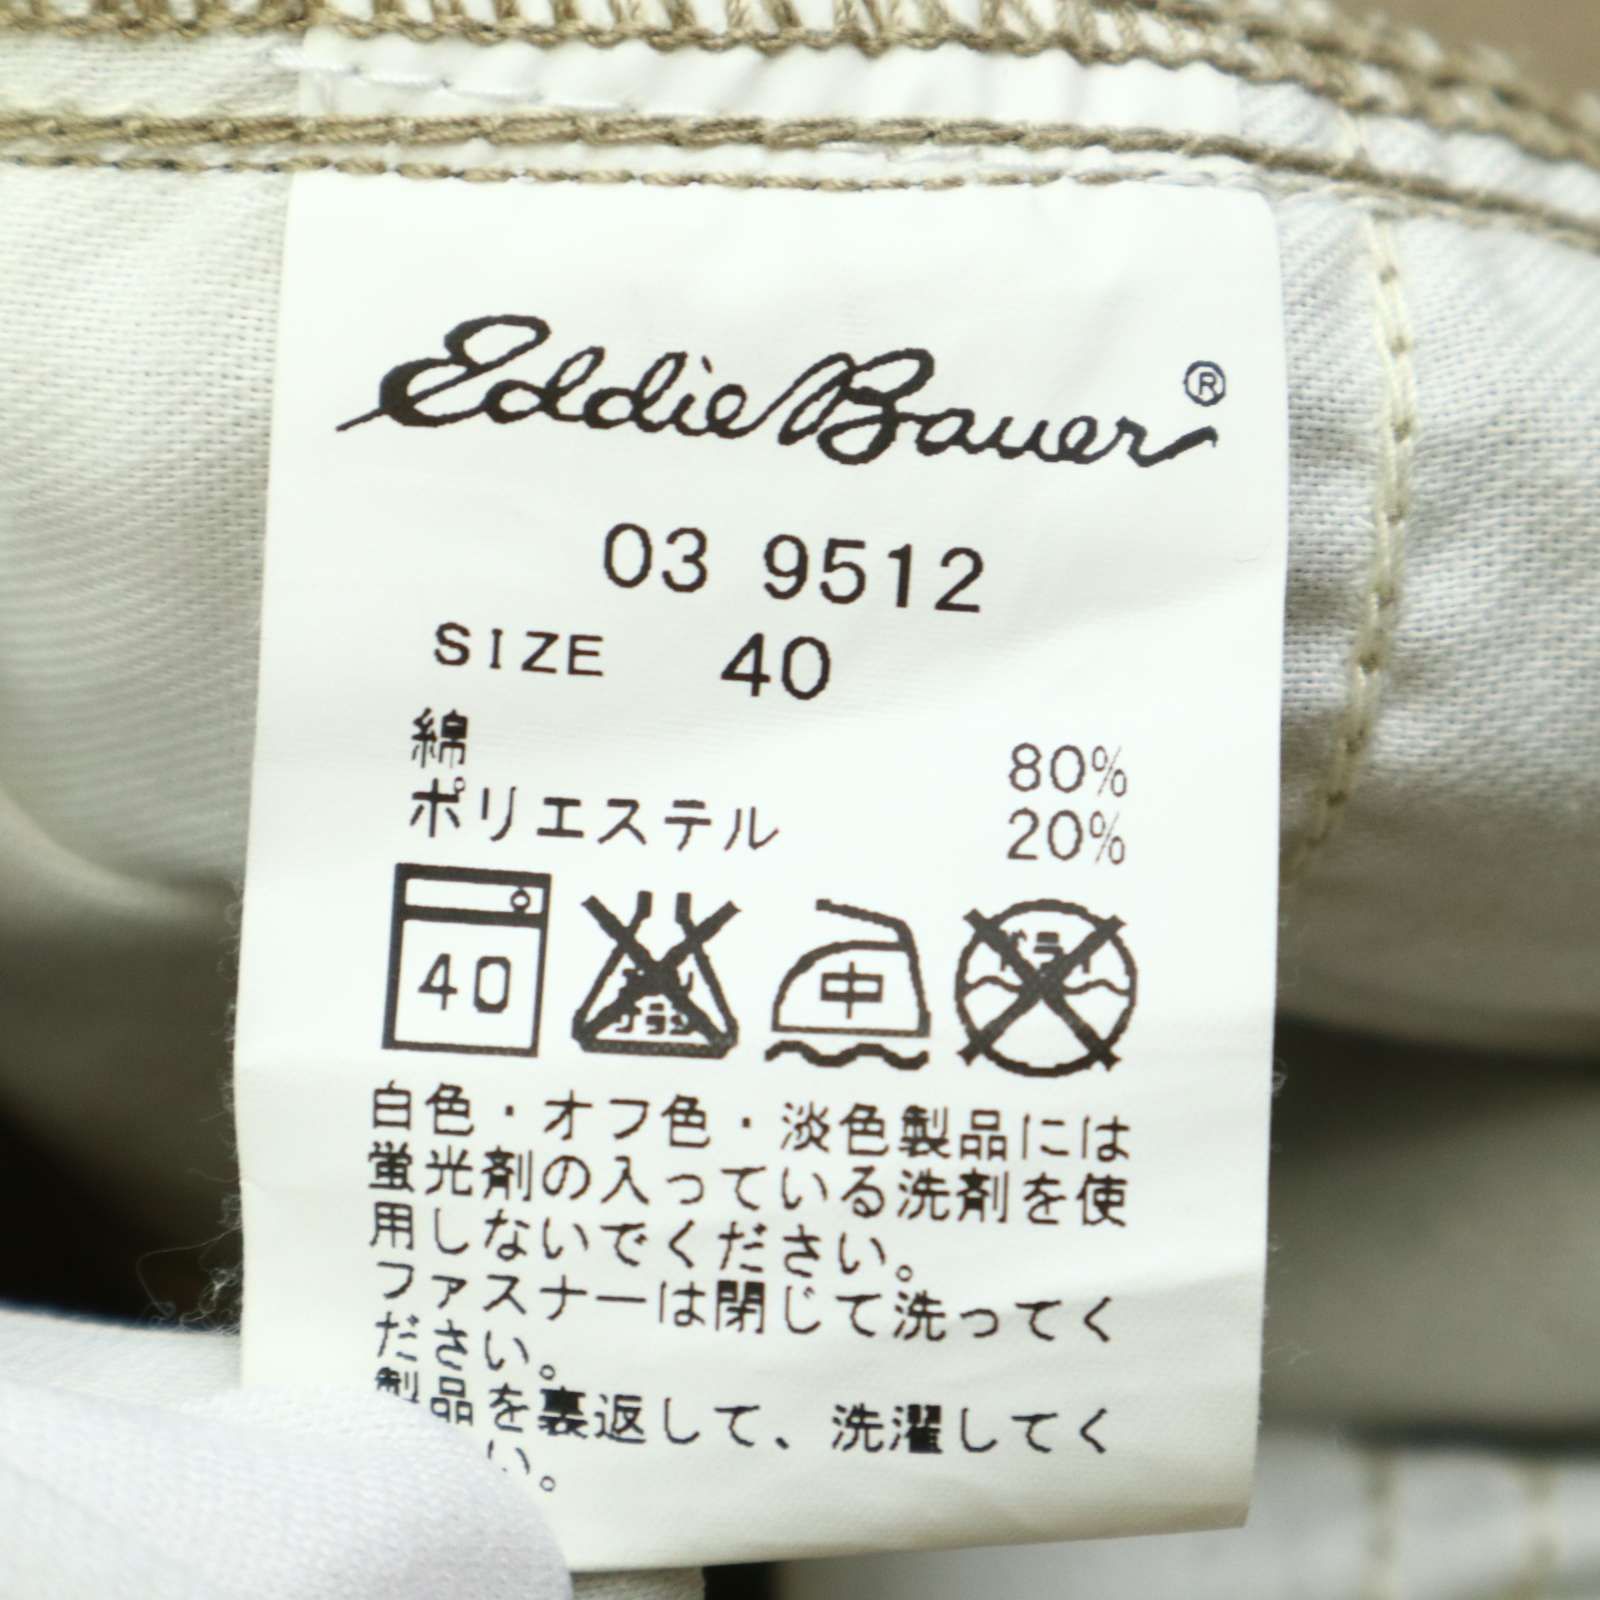 Eddie Bauer ®
03 9512
SIZE 40
綿 80%
ポリエステル 20%
40
中
ドライ
白色・オフ色・淡色製品には
蛍光剤の入っている洗剤を使
用しないでください。
ファスナーは閉じて洗ってく
ださい。
製品を裏返して、洗濯してく
い。